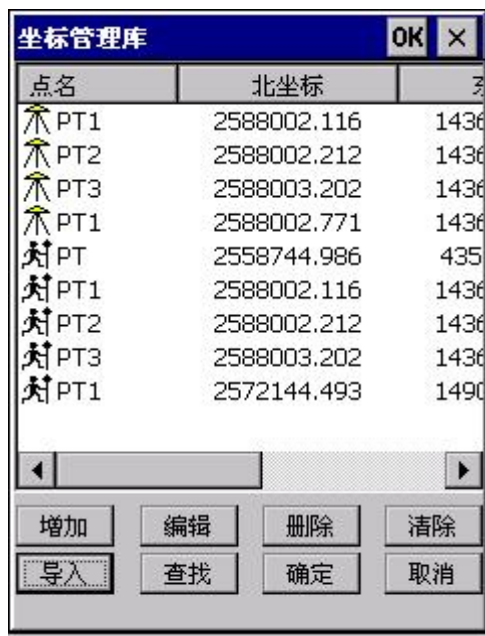 坐标管理库 OK ×
点名 北坐标
PT1 2588002.116 1436
PT2 2588002.212 1436
PT3 2588003.202 1436
PT1 2588002.771 1436
PT 2558744.986 435
PT1 2588002.116 1436
PT2 2588002.212 1436
PT3 2588003.202 1436
PT1 2572144.493 1490
增加 编辑 删除 清除
导入 查找 确定 取消